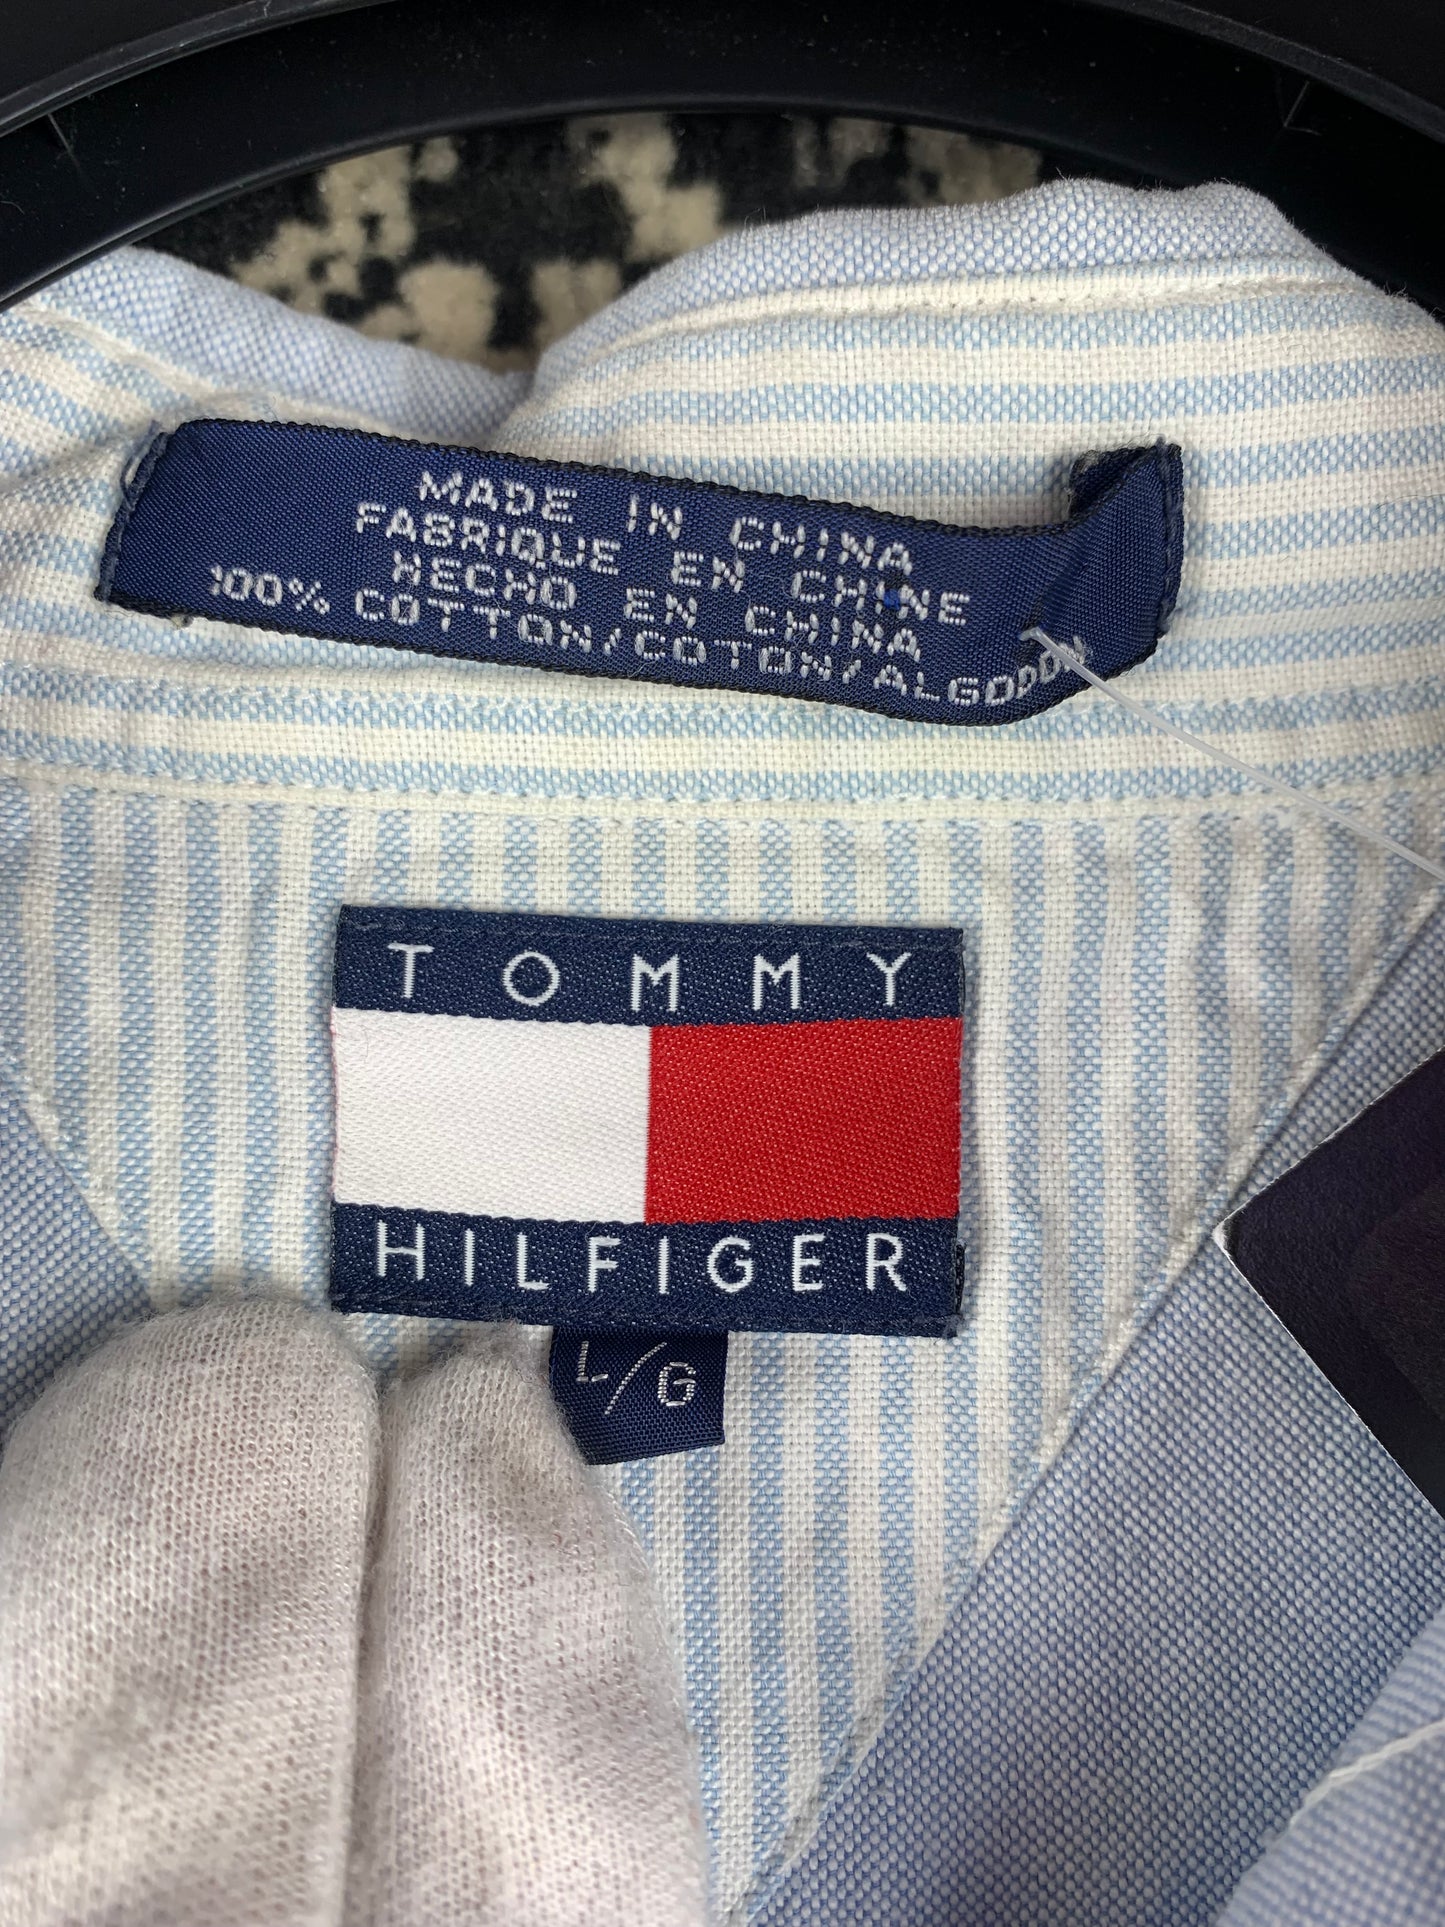 MADE IN CHINA
FABRIQUE EN CHINE
HECHO EN CHINA
100% COTTON/COTON/ALGODON
TOMMY
HILFIGER
L/G